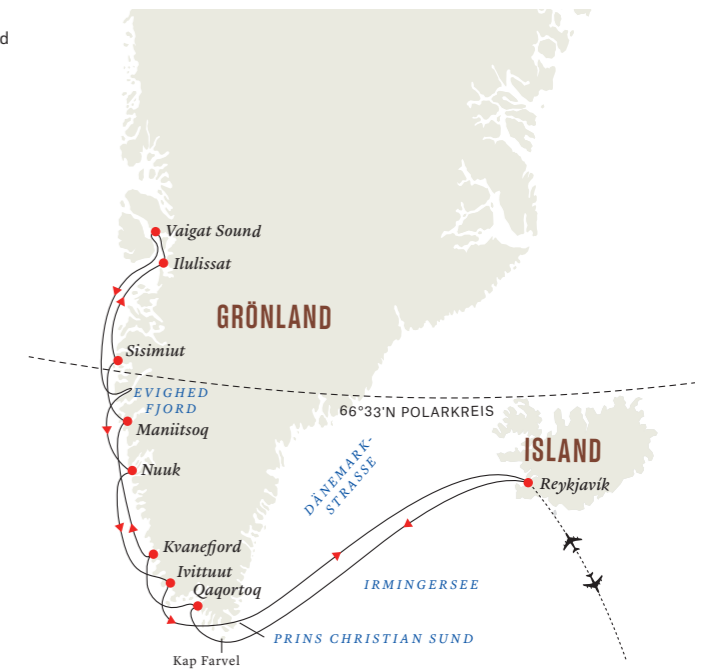 d
Vaigat Sound
Ilulissat
GRÖNLAND
Sisimiut
EVIGHED
FJORD
66°33'N POLARKREIS
Maniitsoq
DÄNEMARK-
STRASSE
ISLAND
Nuuk
Reykjavík
Kvanefjord
Ivittuut
Qaqortoq
IRMINGERSEE
PRINS CHRISTIAN SUND
Kap Farvel